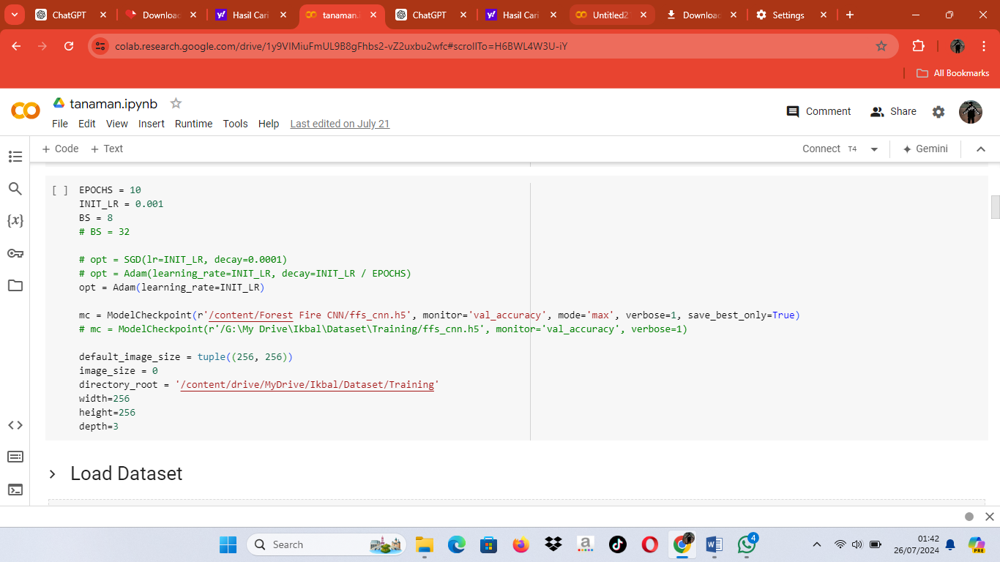 ChatGPT
Downloa
Hasil Cari
tanaman.
ChatGPT
Hasil Cari
Untitled2
Downloa
Settings
colab.research.google.com/drive/1y9VIMiuFmUL9B8gFhbs2-vZ2uxbu2wfc#scrollTo=H6BWL4W3U-iY
All Bookmarks
tanaman.ipynb
Comment
Share
File Edit View Insert Runtime Tools Help Last edited on July 21
+ Code + Text
Connect T4
Gemini
[ ] EPOCHS = 10
INIT_LR = 0.001
BS = 8
# BS = 32
# opt = SGD(lr=INIT_LR, decay=0.0001)
# opt = Adam(learning_rate=INIT_LR, decay=INIT_LR / EPOCHS)
opt = Adam(learning_rate=INIT_LR)
mc = ModelCheckpoint(r'/content/Forest Fire CNN/ffs_cnn.h5', monitor='val_accuracy', mode='max', verbose=1, save_best_only=True)
# mc = ModelCheckpoint(r'/G:\My Drive\Ikbal\Dataset\Training/ffs_cnn.h5', monitor='val_accuracy', verbose=1)
default_image_size = tuple((256, 256))
image_size = 0
directory_root = '/content/drive/MyDrive/Ikbal/Dataset/Training'
width=256
height=256
depth=3
Load Dataset
Search
4
01:42
26/07/2024
PRE